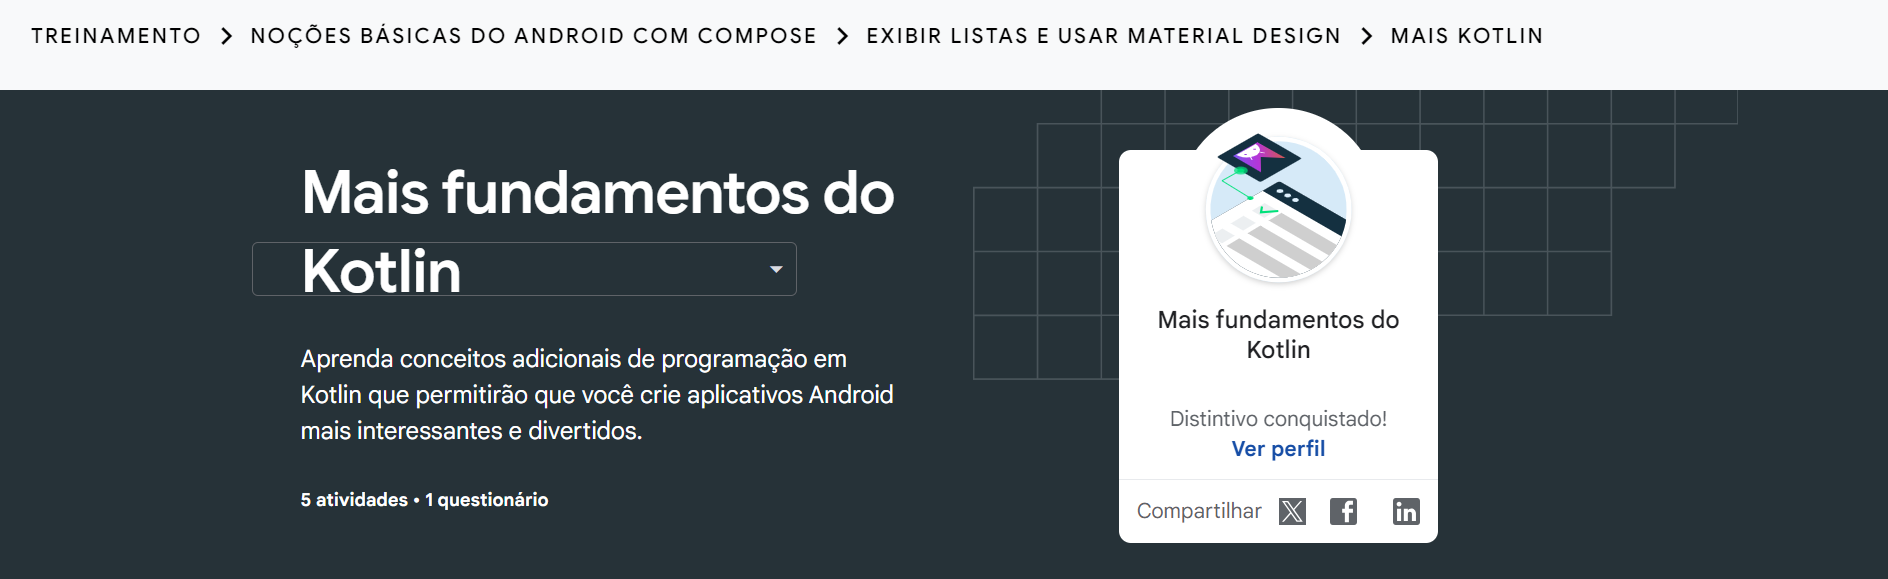 TREINAMENTO > NOÇÕES BÁSICAS DO ANDROID COM COMPOSE > EXIBIR LISTAS E USAR MATERIAL DESIGN > MAIS KOTLIN
Mais fundamentos do
Kotlin
Aprenda conceitos adicionais de programação em
Kotlin que permitirão que você crie aplicativos Android
mais interessantes e divertidos.
5 atividades • 1 questionário
Mais fundamentos do
Kotlin
Distintivo conquistado!
Ver perfil
Compartilhar